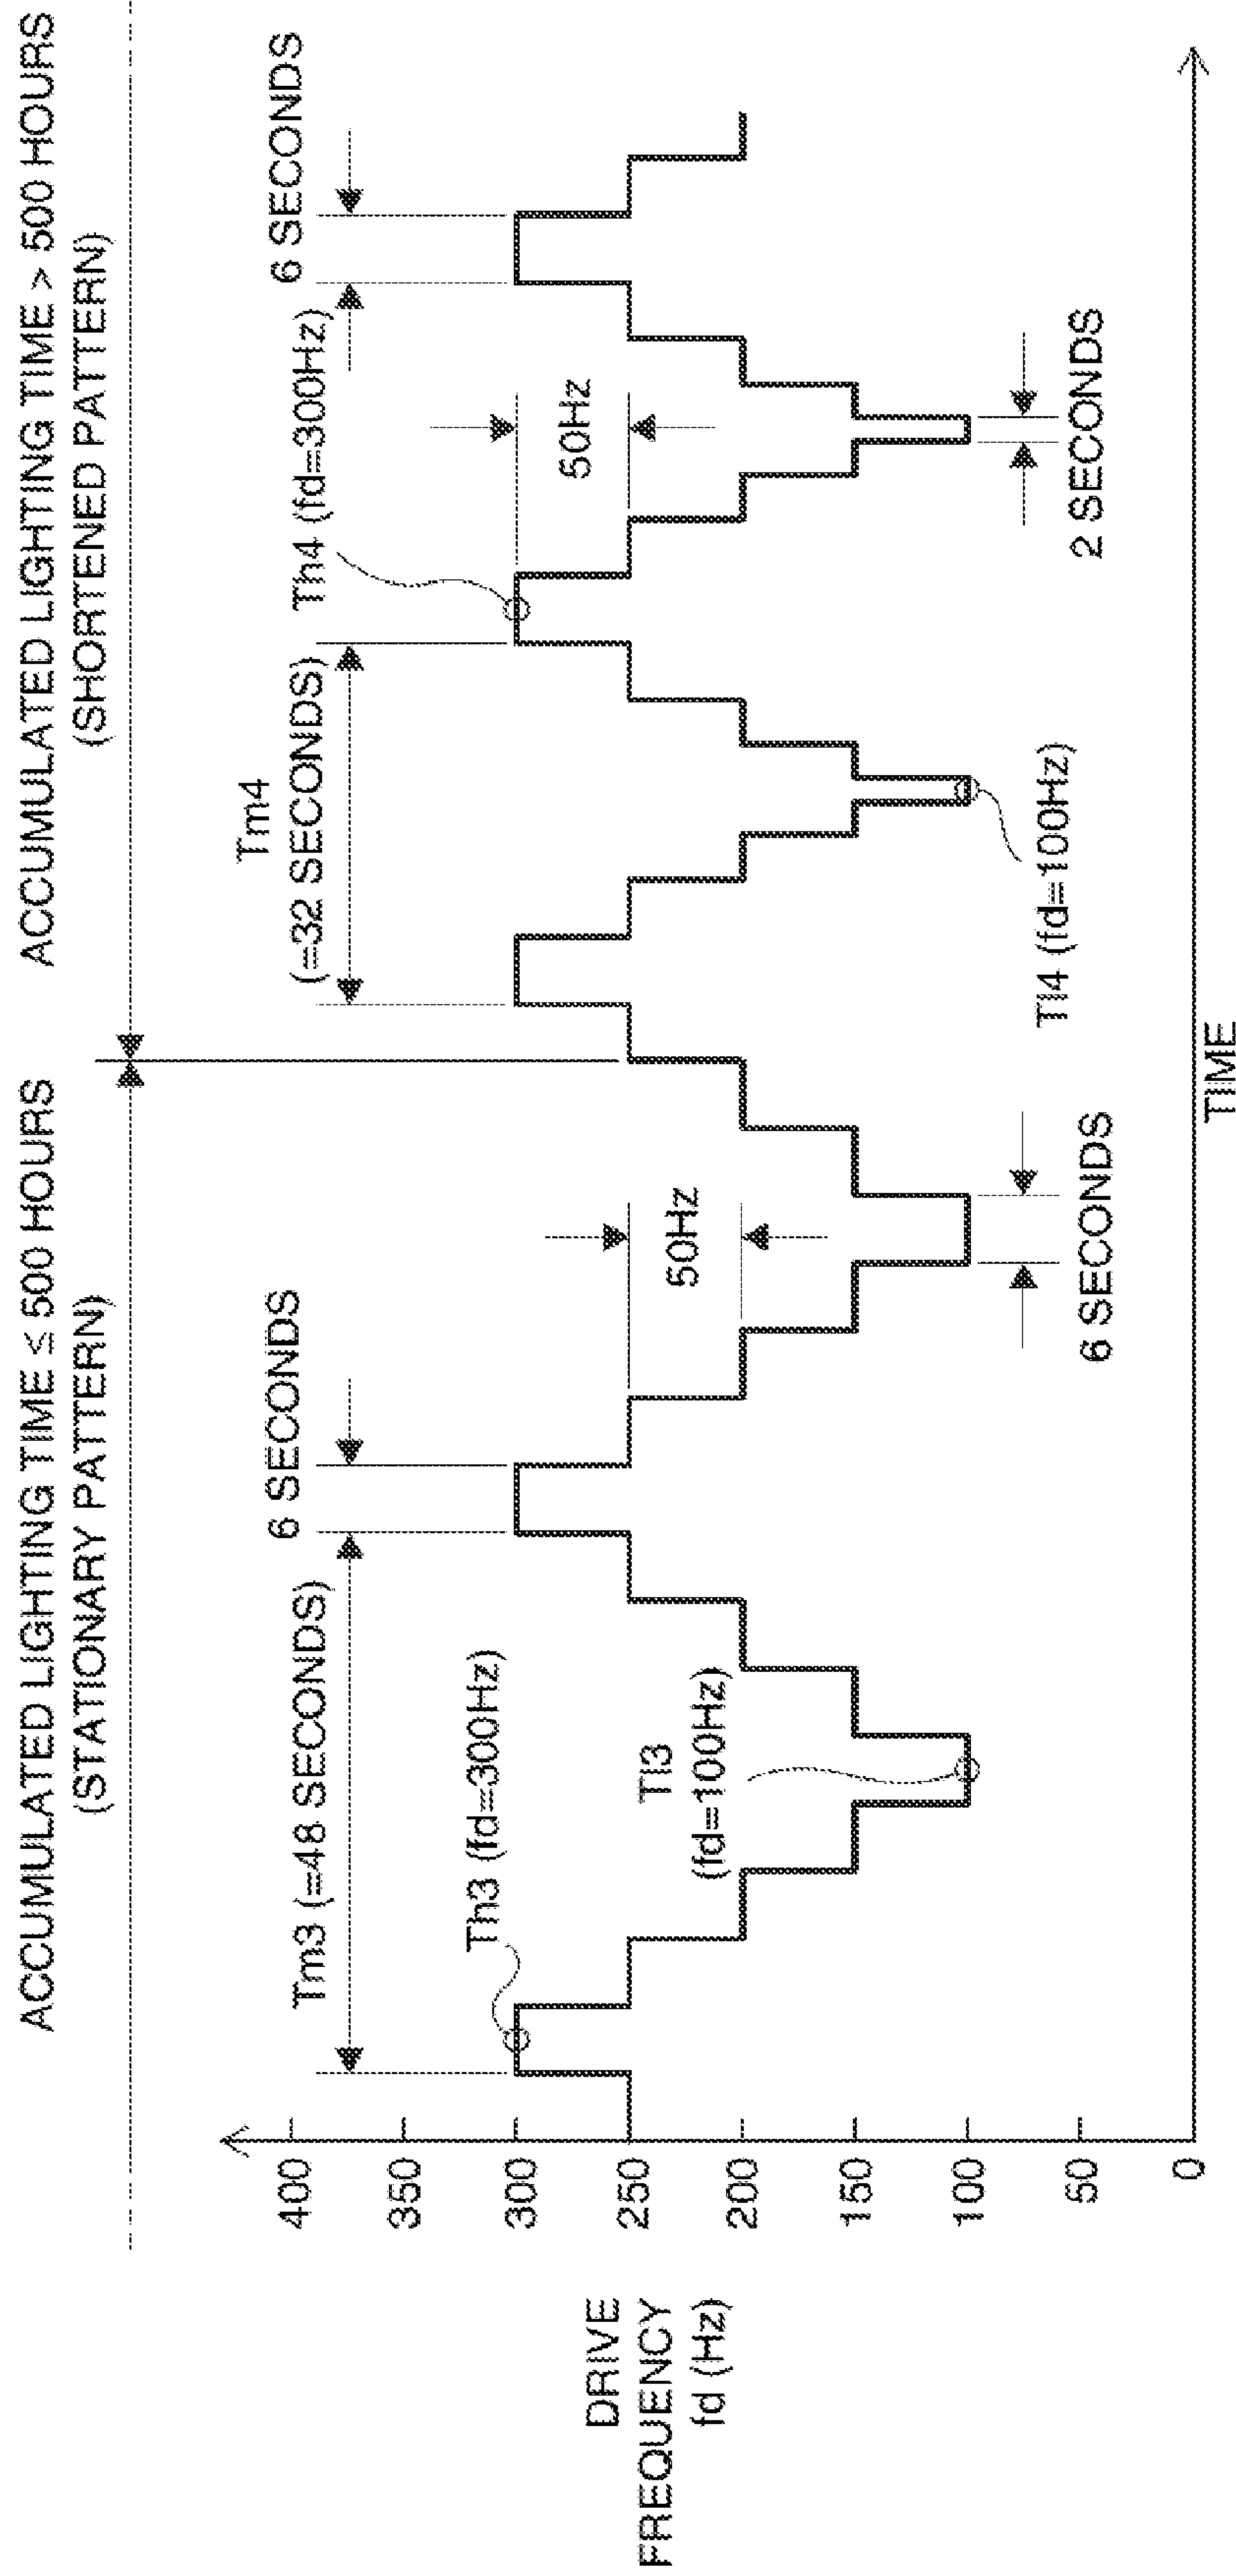 ACCUMULATED LIGHTING TIME ≤ 500 HOURS
(STATIONARY PATTERN)
ACCUMULATED LIGHTING TIME > 500 HOURS
(SHORTENED PATTERN)
Tm3 (=48 SECONDS)
6 SECONDS
Tm4
(=32 SECONDS)
6 SECONDS
Th3 (fd=300Hz)
Th4 (fd=300Hz)
50Hz
50Hz
Tl3
(fd=100Hz)
6 SECONDS
Tl4 (fd=100Hz)
2 SECONDS
DRIVE
FREQUENCY
fd (Hz)
400
350
300
250
200
150
100
50
0
TIME